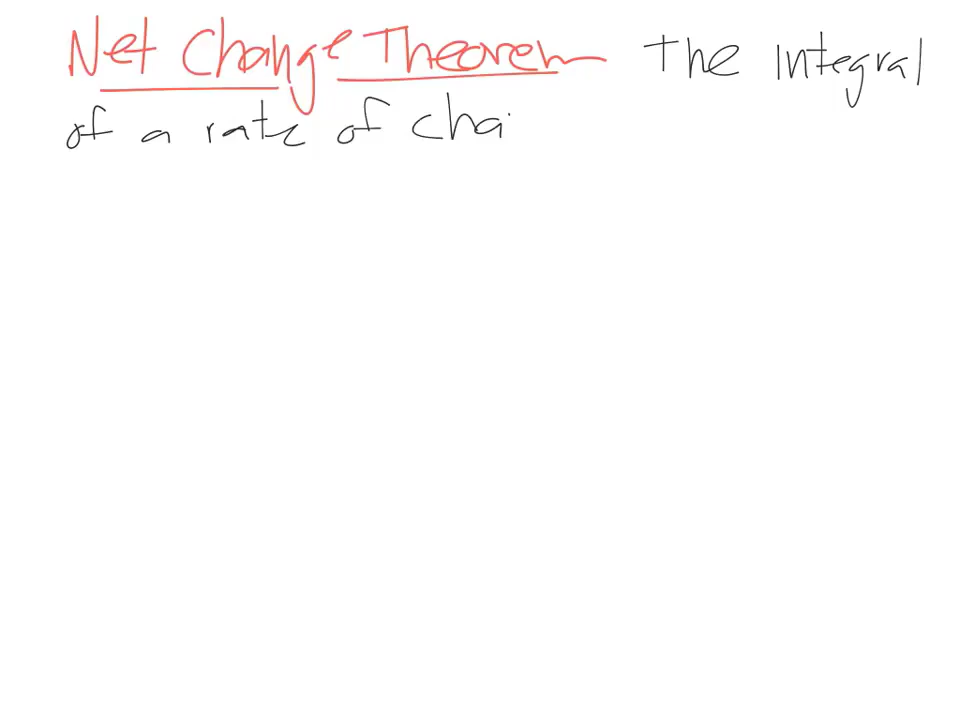 Net Change Theorem The integral
of a rate of cha